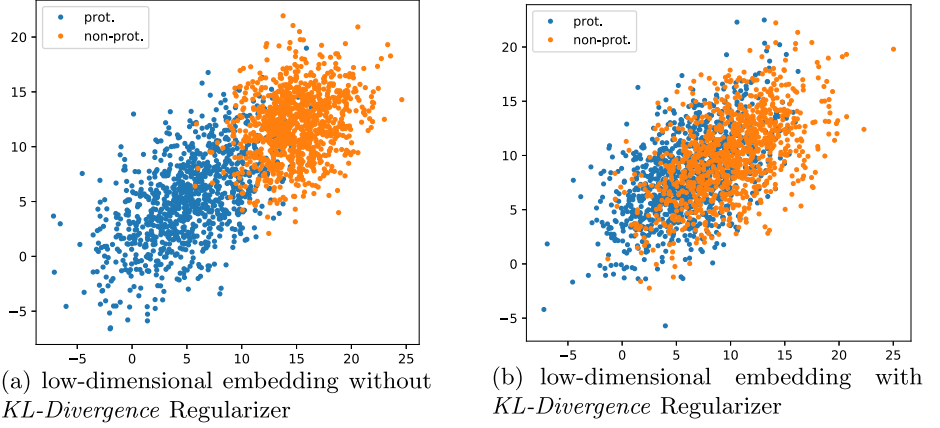 prot.
non-prot.
20
15
10
5
0
−5
−5 0 5 10 15 20 25
(a) low-dimensional embedding without
KL-Divergence Regularizer
prot.
non-prot.
20
15
10
5
0
−5
−5 0 5 10 15 20 25
(b) low-dimensional embedding with
KL-Divergence Regularizer